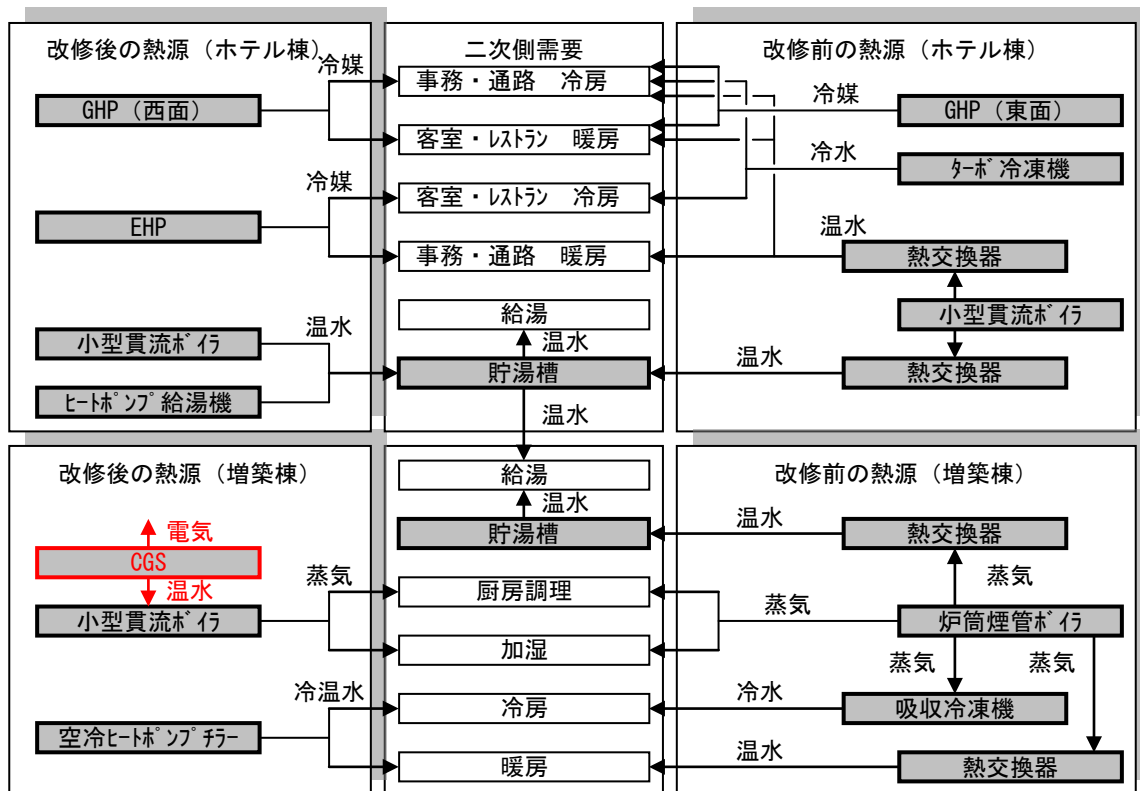 改修後の熱源（ホテル棟）
冷媒
GHP（西面）
冷媒
EHP
小型貫流ﾎﾞｲﾗ
温水
ﾋｰﾄﾎﾟﾝﾌﾟ給湯機
二次側需要
事務・通路　冷房
客室・ﾚｽﾄﾗﾝ　暖房
客室・ﾚｽﾄﾗﾝ　冷房
事務・通路　暖房
給湯
温水
貯湯槽
温水
改修前の熱源（ホテル棟）
冷媒
GHP（東面）
冷水
ﾀｰﾎﾞ冷凍機
温水
熱交換器
小型貫流ﾎﾞｲﾗ
温水
熱交換器
改修後の熱源（増築棟）
電気
CGS
温水
蒸気
小型貫流ﾎﾞｲﾗ
冷温水
空冷ﾋｰﾄﾎﾟﾝﾌﾟﾁﾗｰ
給湯
温水
貯湯槽
厨房調理
加湿
冷房
暖房
改修前の熱源（増築棟）
温水
熱交換器
蒸気
蒸気
炉筒煙管ﾎﾞｲﾗ
蒸気
蒸気
冷水
吸収冷凍機
温水
熱交換器